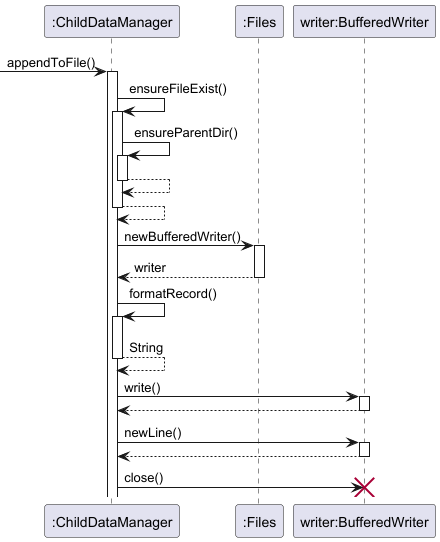 :ChildDataManager :Files writer:BufferedWriter
appendToFile()
ensureFileExist()
ensureParentDir()
newBufferedWriter()
writer
formatRecord()
String
write()
newLine()
close()
:ChildDataManager :Files writer:BufferedWriter